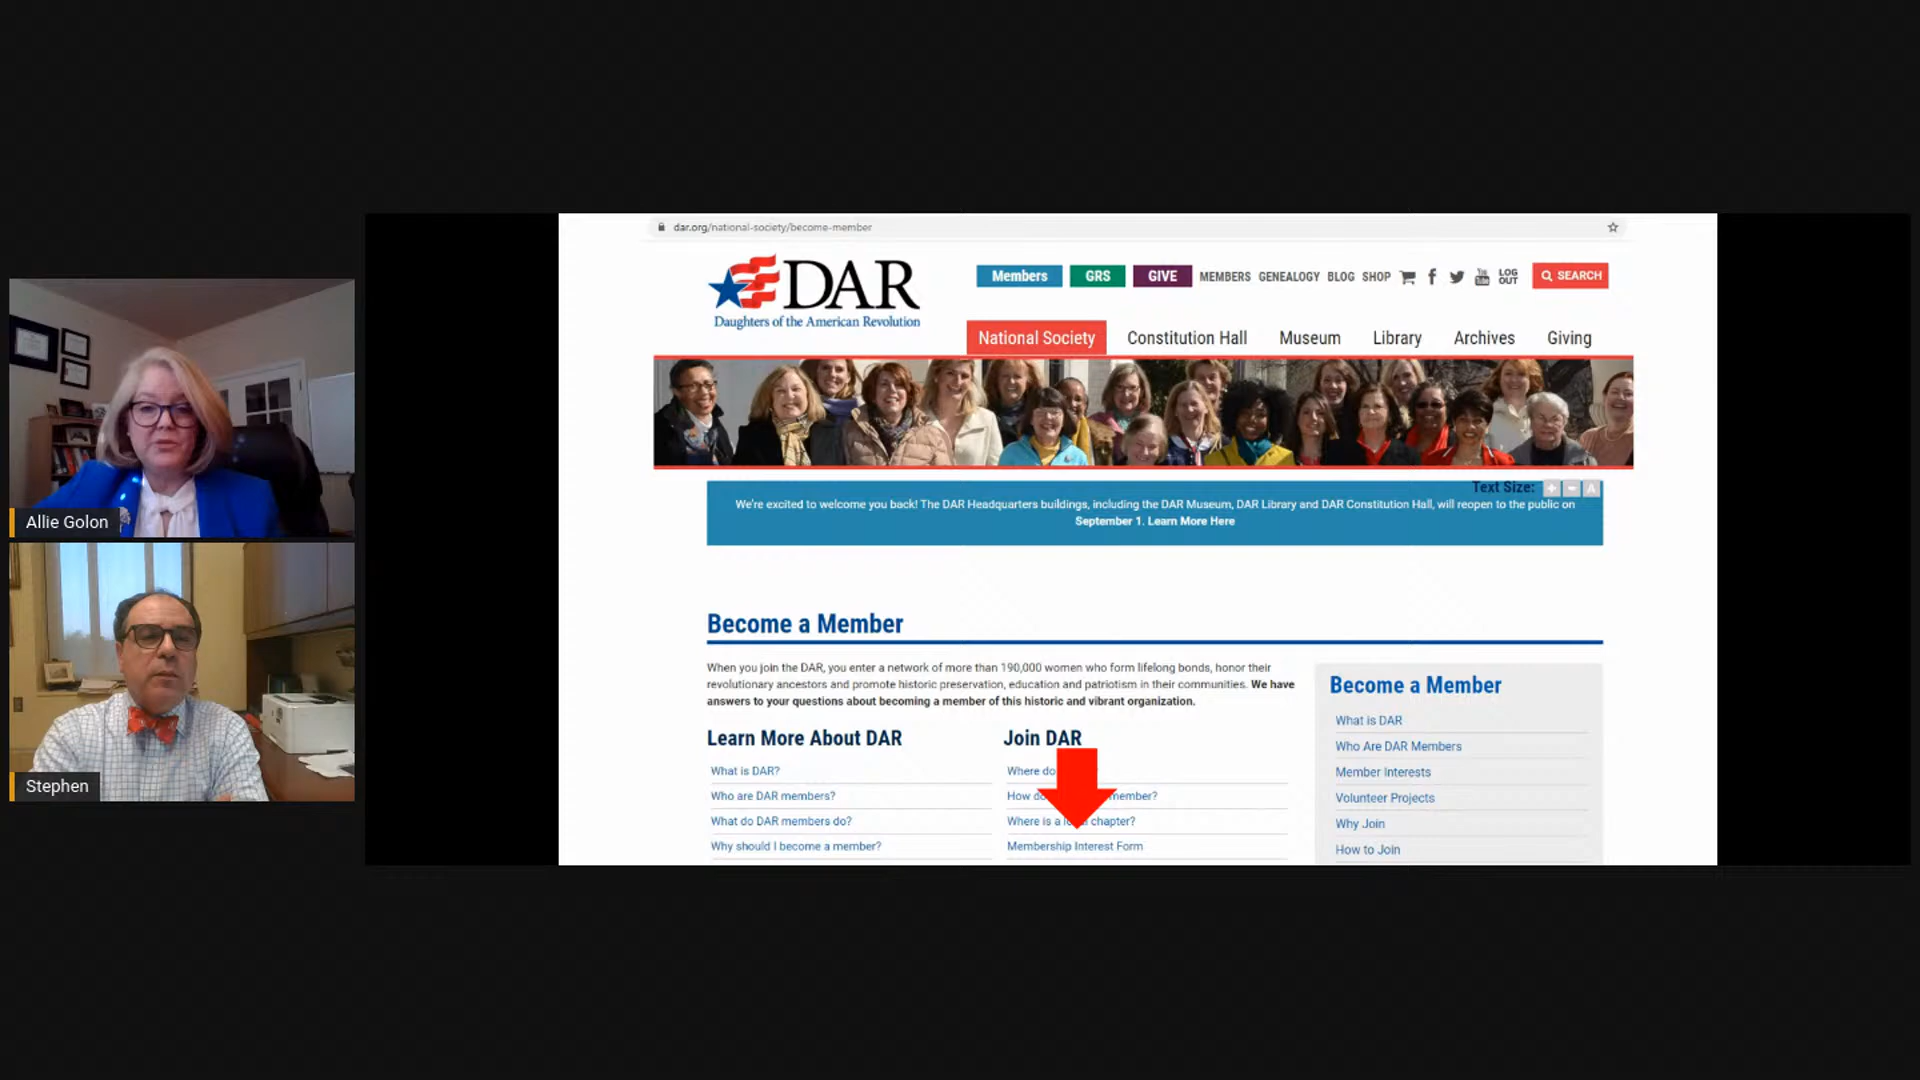 Allie Golon
Stephen
dar.org/national-society/become-member
DAR
Daughters of the American Revolution
Members GRS GIVE MEMBERS GENEALOGY BLOG SHOP LOG OUT SEARCH
National Society Constitution Hall Museum Library Archives Giving
Text Size: + - A
We're excited to welcome you back! The DAR Headquarters buildings, including the DAR Museum, DAR Library and DAR Constitution Hall, will reopen to the public on
September 1. Learn More Here
Become a Member
When you join the DAR, you enter a network of more than 190,000 women who form lifelong bonds, honor their
revolutionary ancestors and promote historic preservation, education and patriotism in their communities. We have
answers to your questions about becoming a member of this historic and vibrant organization.
Learn More About DAR
What is DAR?
Who are DAR members?
What do DAR members do?
Why should I become a member?
Join DAR
Where do
How do member?
Where is a chapter?
Membership Interest Form
Become a Member
What is DAR
Who Are DAR Members
Member Interests
Volunteer Projects
Why Join
How to Join